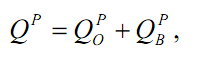 $Q^P = Q_O^P + Q_B^P,$